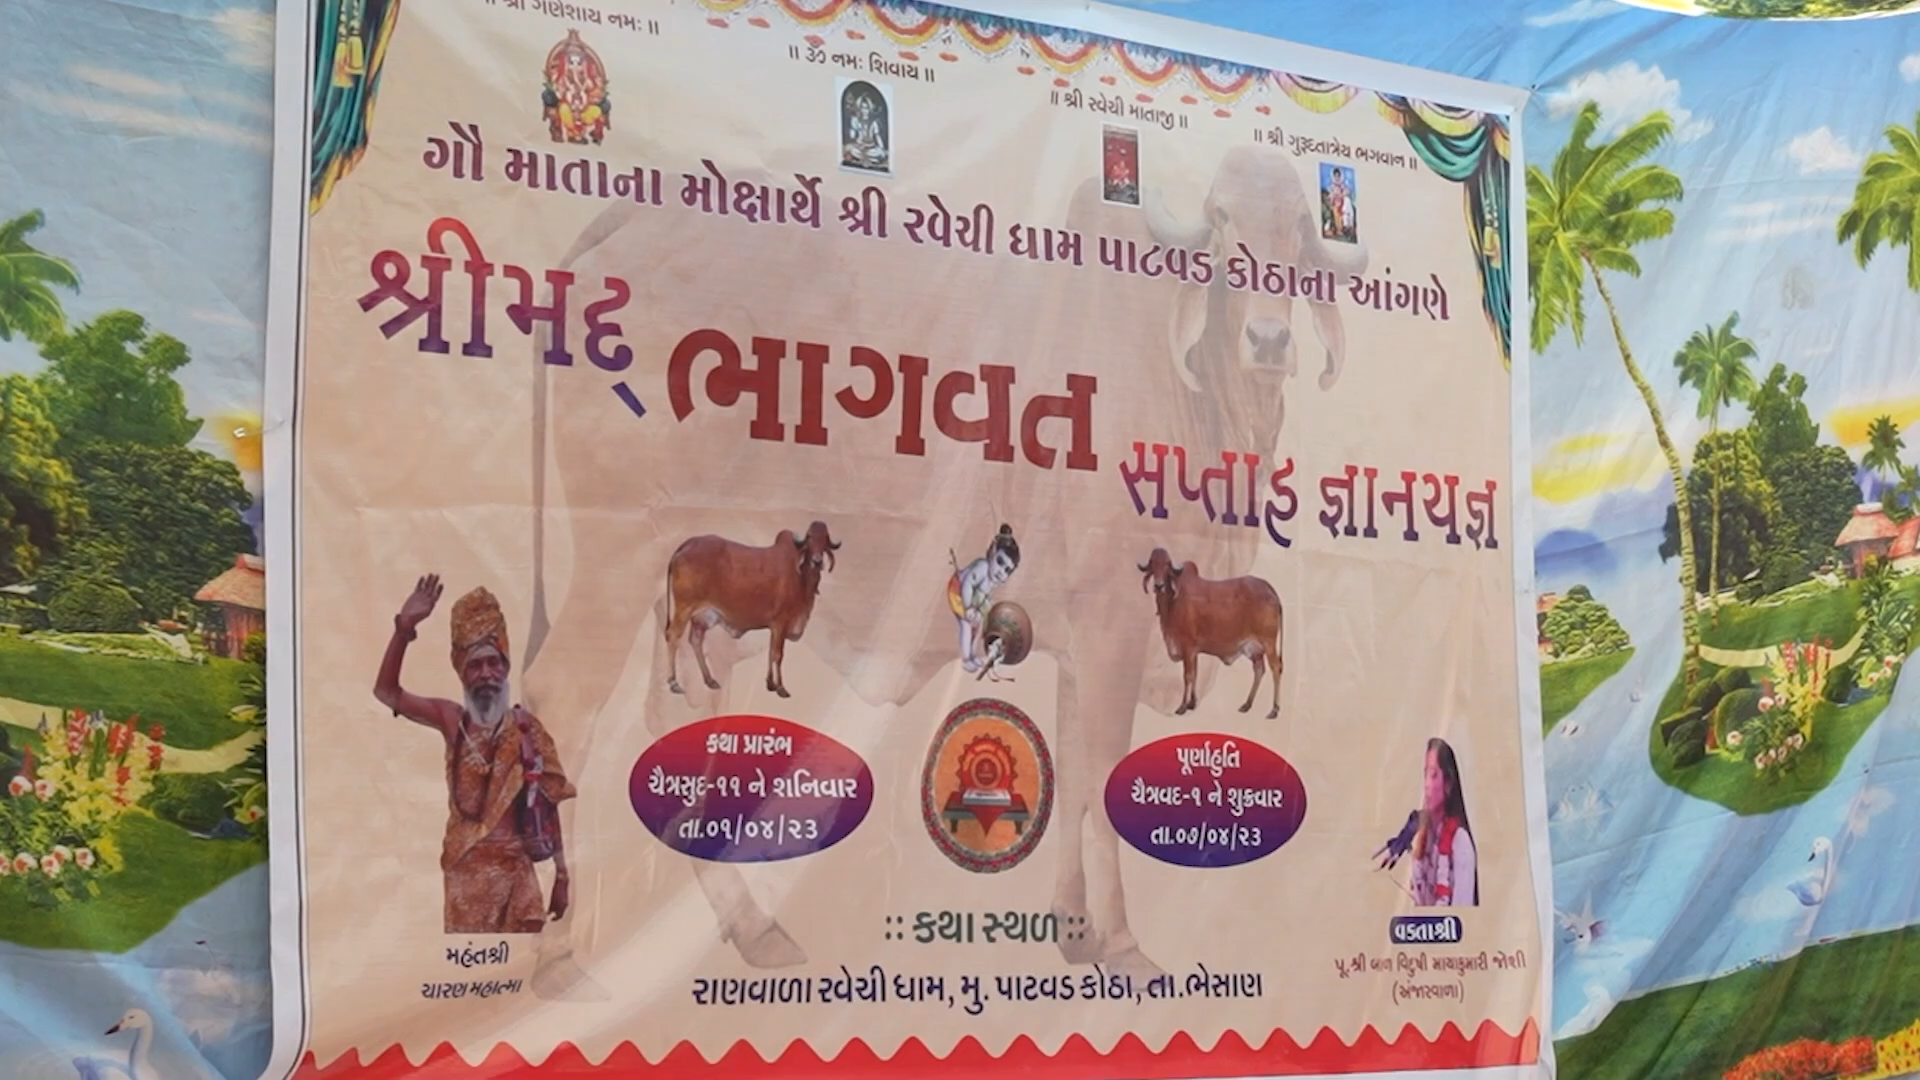 ॥ શ્રી ગણેશાય નમઃ ॥
॥ ૐ નમઃ શિવાય ॥
॥ શ્રી રવેચી માતાજી ॥
॥ શ્રી ગુરૂદતાત્રેય ભગવાન ॥
ગૌ માતાના મોક્ષાર્થે શ્રી રવેચી ધામ પાટવડ કોઠાના આંગણે
શ્રીમદ્ ભાગવત સપ્તાહ જ્ઞાનયજ્ઞ
કથા પ્રારંભ
ચૈત્રસુદ-૧૧ ને શનિવાર
તા.૦૧/૦૪/૨૩
પૂર્ણાહુતિ
ચૈત્રવદ-૧ ને શુક્રવાર
તા.૦૭/૦૪/૨૩
મહંતશ્રી
ચારણ મહાત્મા
:: કથા સ્થળ ::
રાણવાળા રવેચી ધામ, મુ. પાટવડ કોઠા, તા.ભેસાણ
વક્તાશ્રી
પૂ. શ્રી બાળ વિદુષી માયાકુમારી જોશી
(અંજારવાળા)